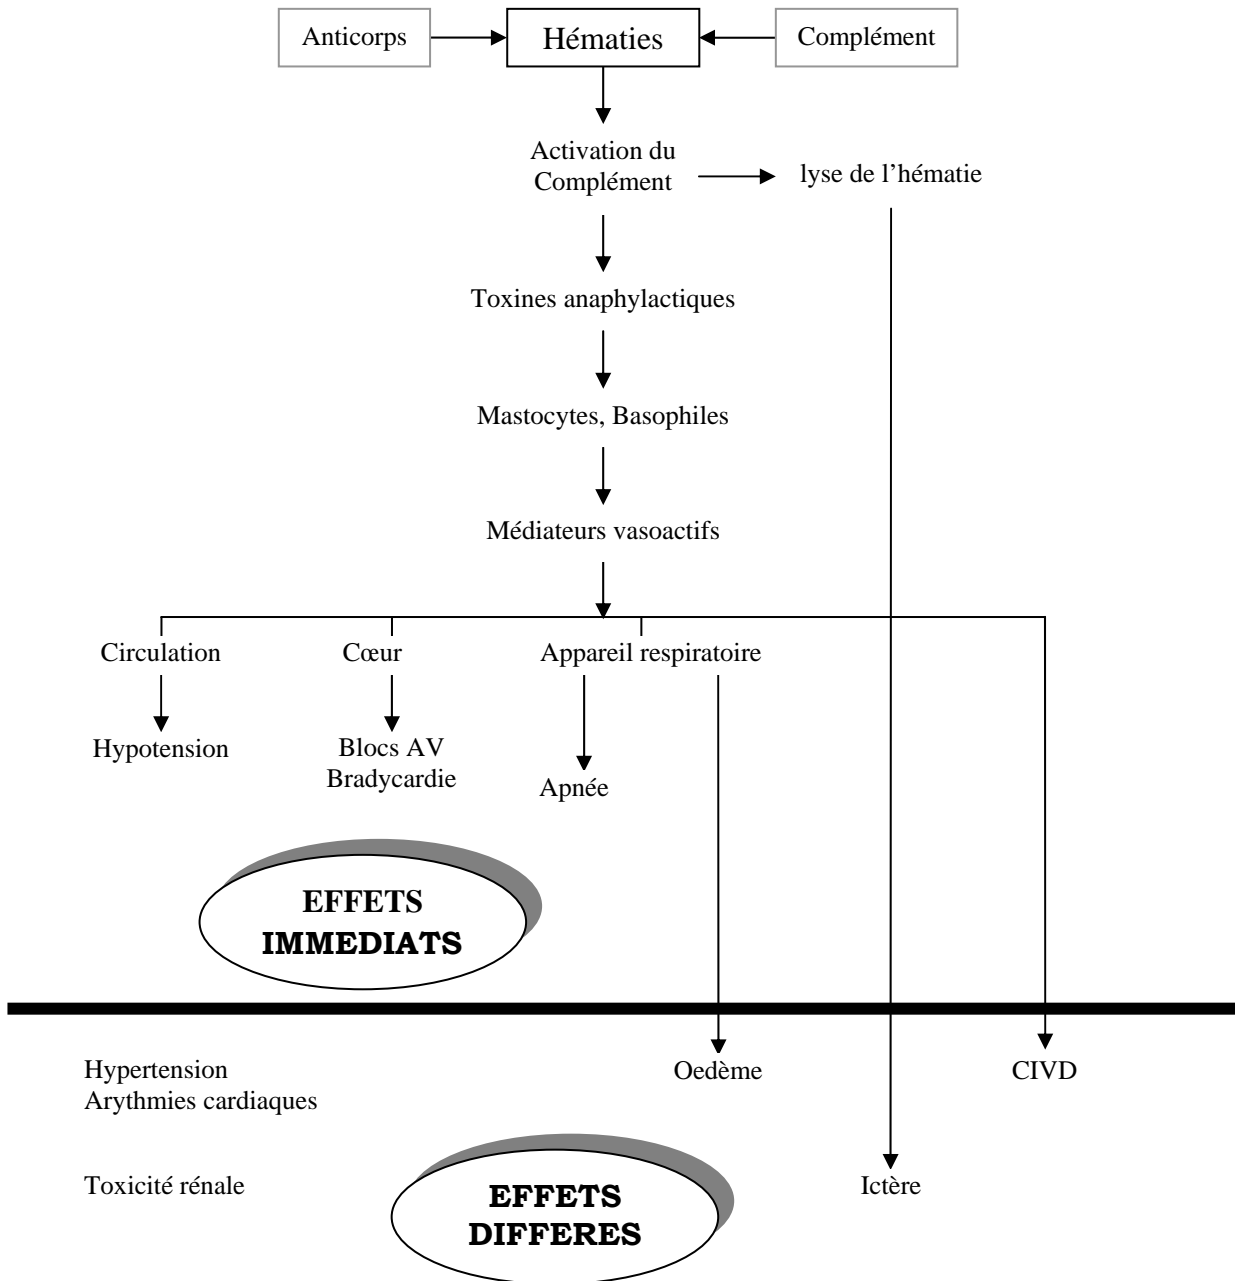 Anticorps
Hématies
Complément
Activation du
Complément
lyse de l’hématie
Toxines anaphylactiques
Mastocytes, Basophiles
Médiateurs vasoactifs
Circulation
Cœur
Appareil respiratoire
Hypotension
Blocs AV
Bradycardie
Apnée
EFFETS
IMMEDIATS
Hypertension
Arythmies cardiaques
Oedème
CIVD
Toxicité rénale
Ictère
EFFETS
DIFFERES